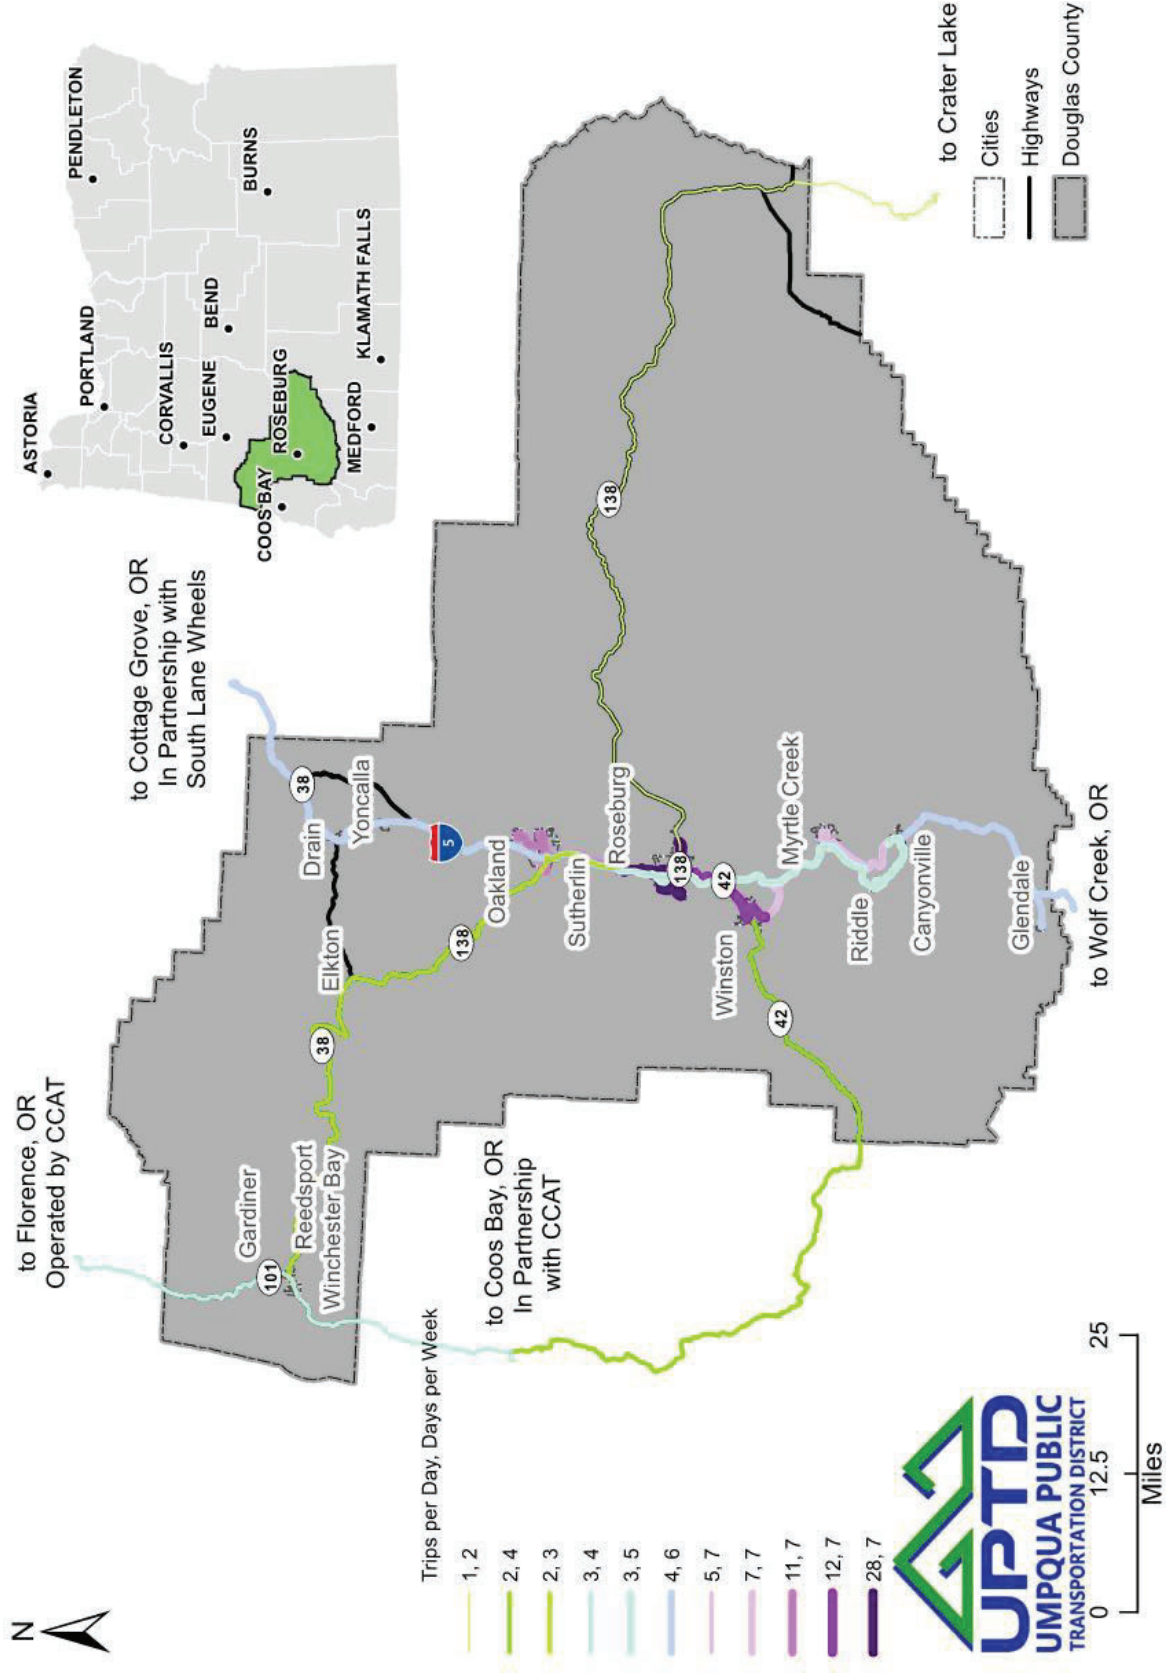 N
to Florence, OR
Operated by CCAT
to Cottage Grove, OR
In Partnership with
South Lane Wheels
ASTORIA
PORTLAND
PENDLETON
CORVALLIS
EUGENE
BEND
BURNS
COOS BAY
ROSEBURG
MEDFORD
KLAMATH FALLS
Gardiner
101
Reedsport
Winchester Bay
38
Elkton
Drain
38
Yoncalla
5
138
Oakland
Sutherlin
Roseburg
138
138
42
Winston
42
Myrtle Creek
Riddle
Canyonville
Glendale
to Coos Bay, OR
In Partnership
with CCAT
to Wolf Creek, OR
to Crater Lake
Cities
Highways
Douglas County
Trips per Day, Days per Week
1, 2
2, 4
2, 3
3, 4
3, 5
4, 6
5, 7
7, 7
11, 7
12, 7
28, 7
UPTD
UMPQUA PUBLIC
TRANSPORTATION DISTRICT
0 12.5 25
Miles